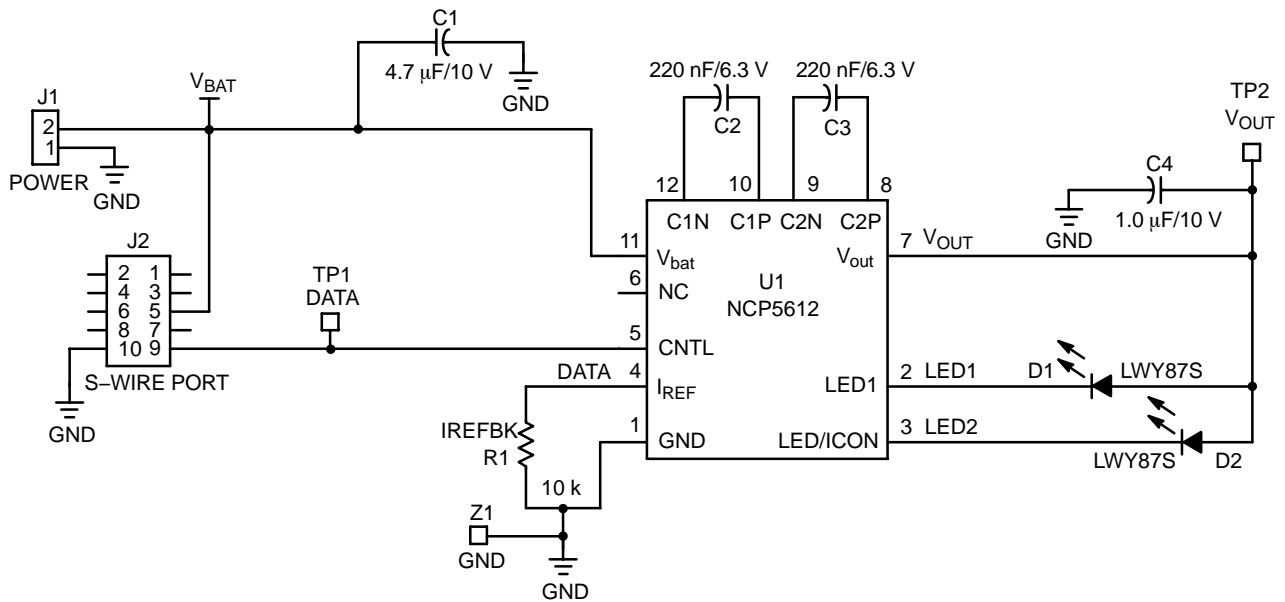 C1
4.7 μF/10 V
GND
V_BAT
J1
2
1
POWER
GND
220 nF/6.3 V
220 nF/6.3 V
C2
C3
TP2
V_OUT
C4
1.0 μF/10 V
GND
12
10
9
8
C1N
C1P
C2N
C2P
11
V_bat
V_out
7
V_OUT
6
NC
U1
NCP5612
J2
2
1
4
3
6
5
8
7
10
9
S−WIRE PORT
GND
TP1
DATA
5
CNTL
DATA
4
I_REF
LED1
2
LED1
D1
LWY87S
IREFBK
R1
1
GND
LED/ICON
3
LED2
LWY87S
D2
10 k
Z1
GND
GND